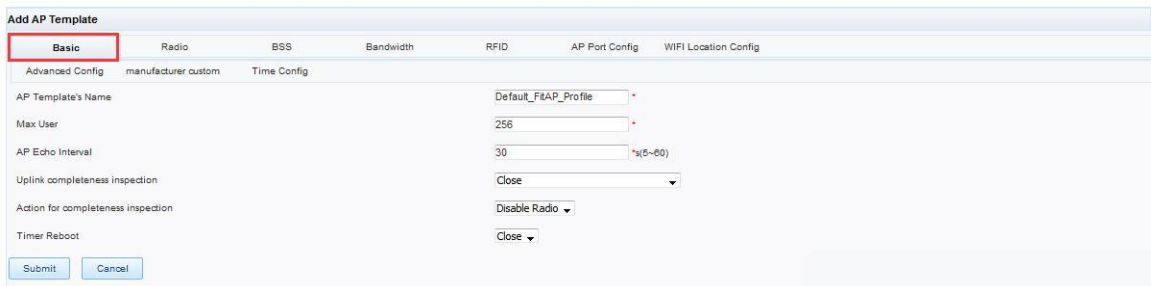 Add AP Template
Basic Radio BSS Bandwidth RFID AP Port Config WIFI Location Config
Advanced Config manufacturer custom Time Config
AP Template's Name Default_FitAP_Profile *
Max User 256 *
AP Echo Interval 30 *s(5~60)
Uplink completeness inspection Close
Action for completeness inspection Disable Radio
Timer Reboot Close
Submit Cancel